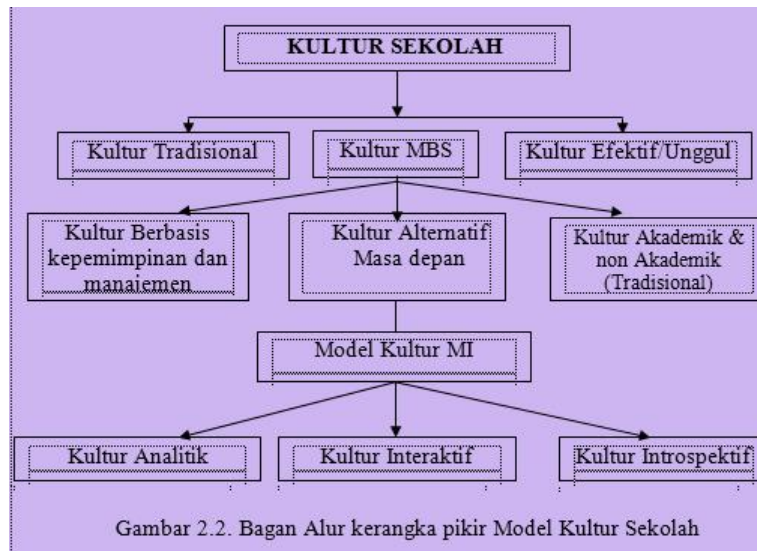 KULTUR SEKOLAH
Kultur Tradisional
Kultur MBS
Kultur Efektif/Unggul
Kultur Berbasis
kepemimpinan dan
manajemen
Kultur Alternatif
Masa depan
Kultur Akademik &
non Akademik
(Tradisional)
Model Kultur MI
Kultur Analitik
Kultur Interaktif
Kultur Introspektif
Gambar 2.2. Bagan Alur kerangka pikir Model Kultur Sekolah